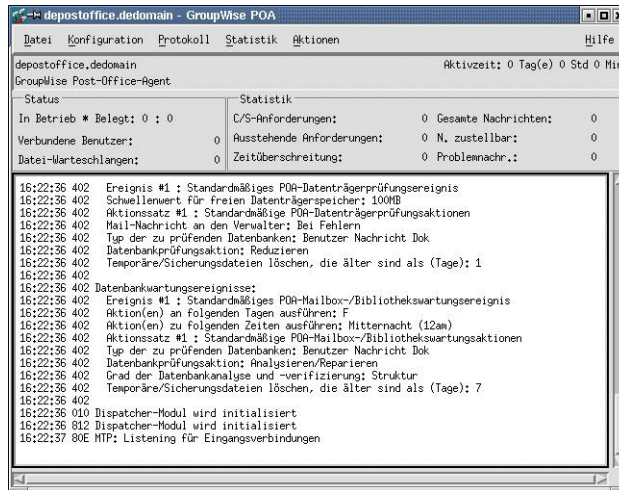 depostoffice.dedomain - GroupWise POA
Datei Konfiguration Protokoll Statistik Aktionen Hilfe
depostoffice.dedomain Aktivzeit: 0 Tag(e) 0 Std 0 Min
GroupWise Post-Office-Agent
Status Statistik
In Betrieb * Belegt: 0 : 0 C/S-Anforderungen: 0 Gesamte Nachrichten: 0
Verbundene Benutzer: 0 Ausstehende Anforderungen: 0 N. zustellbar: 0
Datei-Warteschlangen: 0 Zeitüberschreitung: 0 Problemnachr.: 0
16:22:36 402 Ereignis #1 : Standardmäßiges POA-Datenträgerprüfungsereignis
16:22:36 402 Schwellenwert für freien Datenträgerspeicher: 100MB
16:22:36 402 Aktionssatz #1 : Standardmäßige POA-Datenträgerprüfungsaktionen
16:22:36 402 Mail-Nachricht an den Verwalter: Bei Fehlern
16:22:36 402 Typ der zu prüfenden Datenbanken: Benutzer Nachricht Dok
16:22:36 402 Datenbankprüfungsaktion: Reduzieren
16:22:36 402 Temporäre/Sicherungsdateien löschen, die älter sind als (Tage): 1
16:22:36 402
16:22:36 402 Datenbankwartungsereignisse:
16:22:36 402 Ereignis #1 : Standardmäßiges POA-Mailbox-/Bibliothekswartungsereignis
16:22:36 402 Aktion(en) an folgenden Tagen ausführen: F
16:22:36 402 Aktion(en) zu folgenden Zeiten ausführen: Mitternacht (12am)
16:22:36 402 Aktionssatz #1 : Standardmäßige POA-Mailbox-/Bibliothekswartungsaktionen
16:22:36 402 Typ der zu prüfenden Datenbanken: Benutzer Nachricht Dok
16:22:36 402 Datenbankprüfungsaktion: Analysieren/Reparieren
16:22:36 402 Grad der Datenbankanalyse und -verifizierung: Struktur
16:22:36 402 Temporäre/Sicherungsdateien löschen, die älter sind als (Tage): 7
16:22:36 402
16:22:36 010 Dispatcher-Modul wird initialisiert
16:22:36 812 Dispatcher-Modul wird initialisiert
16:22:37 80E MTP: Listening für Eingangsverbindungen